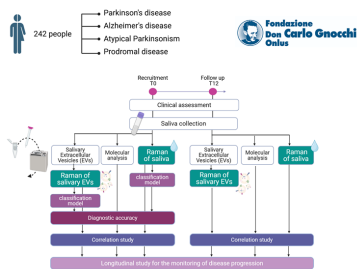 242 people
Parkinson's disease
Alzheimer's disease
Atypical Parkinsonism
Prodromal disease
Fondazione
Don Carlo Gnocchi
Onlus
Recruitment
T0
Follow up
T12
Clinical assessment
Saliva collection
Salivary
Extracellular
Vesicles (EVs)
Molecular
analysis
Raman
of saliva
Raman of
salivary EVs
classification
model
classification
model
Diagnostic accuracy
Correlation study
Salivary
Extracellular
Vesicles (EVs)
Molecular
analysis
Raman
of saliva
Raman of
salivary EVs
Correlation study
Longitudinal study for the monitoring of disease progression